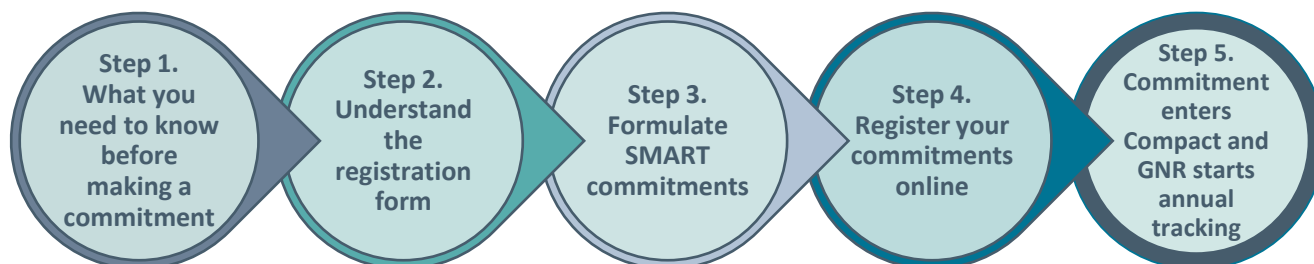 Step 1.
What you
need to know
before
making a
commitment
Step 2.
Understand
the
registration
form
Step 3.
Formulate
SMART
commitments
Step 4.
Register your
commitments
online
Step 5.
Commitment
enters
Compact and
GNR starts
annual
tracking